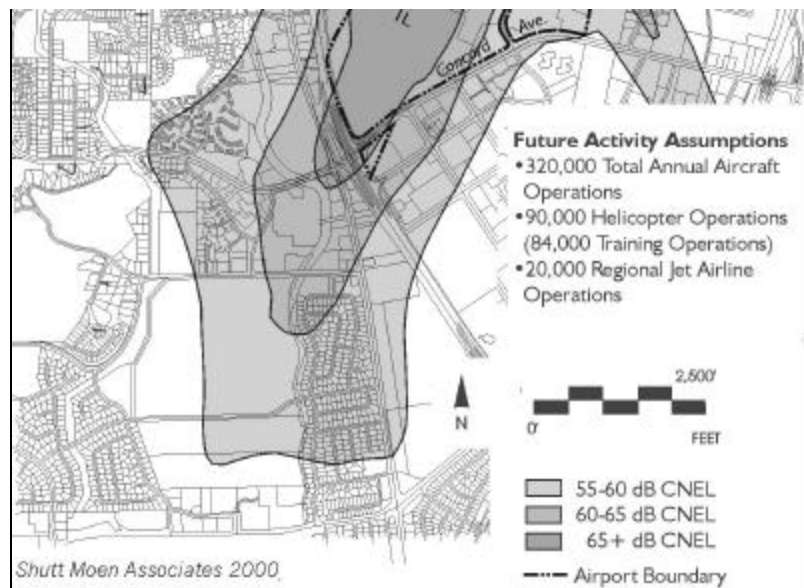 Concord Ave.
Future Activity Assumptions
•320,000 Total Annual Aircraft
Operations
•90,000 Helicopter Operations
(84,000 Training Operations)
•20,000 Regional Jet Airline
Operations
2,500'
0'
FEET
N
55-60 dB CNEL
60-65 dB CNEL
65+ dB CNEL
Airport Boundary
Shutt Moen Associates 2000